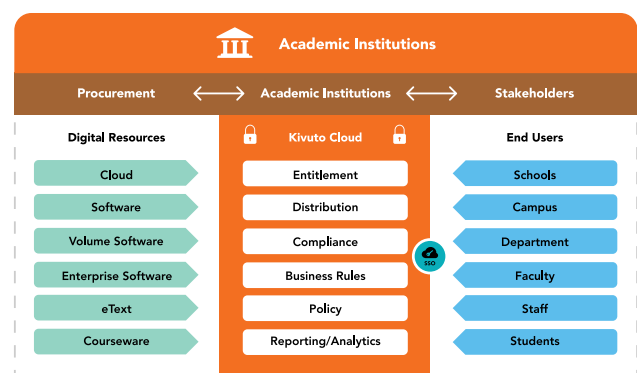 Academic Institutions
Procurement
Academic Institutions
Stakeholders
Digital Resources
Kivuto Cloud
End Users
Cloud
Entitlement
Schools
Software
Distribution
Campus
Volume Software
Compliance
Department
SSO
Enterprise Software
Business Rules
Faculty
eText
Policy
Staff
Courseware
Reporting/Analytics
Students